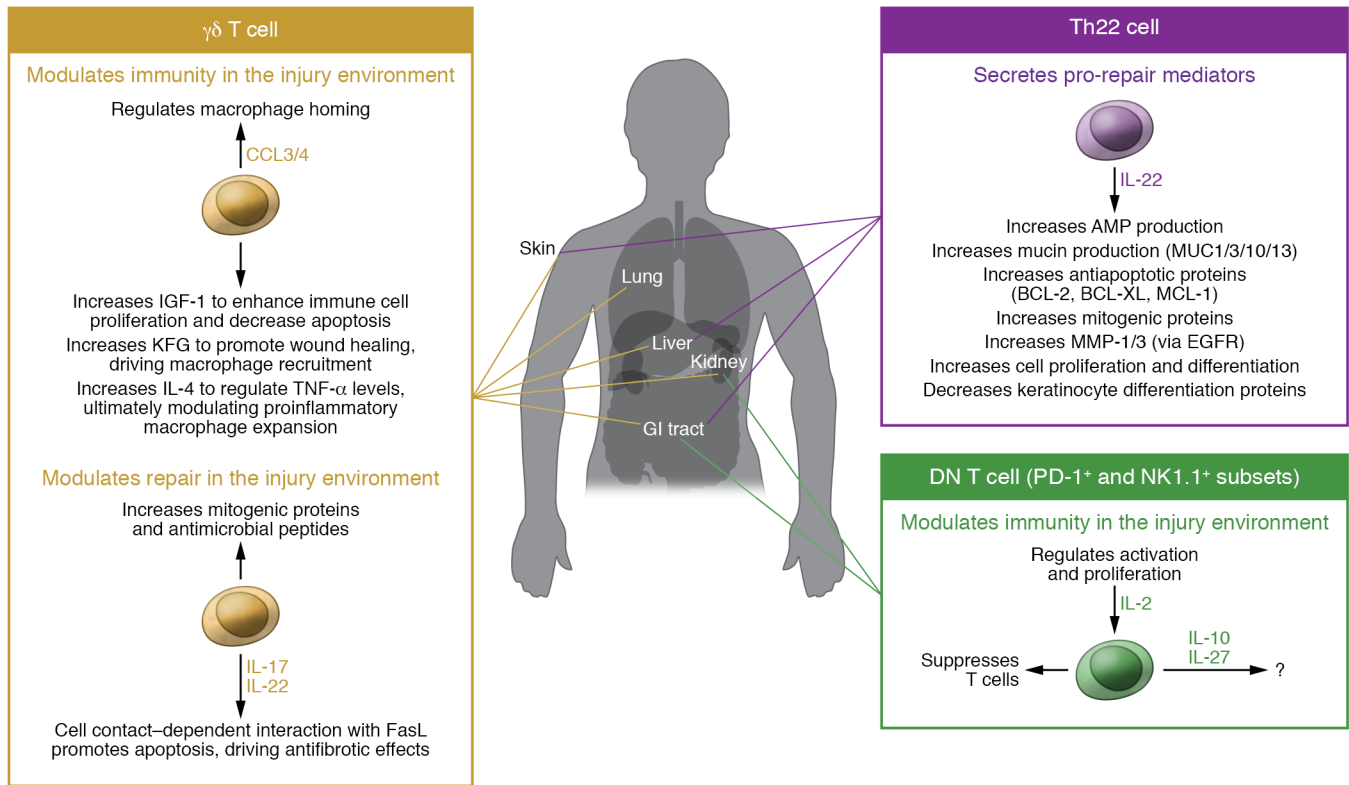 γδ T cell
Modulates immunity in the injury environment
Regulates macrophage homing
CCL3/4
Increases IGF-1 to enhance immune cell
proliferation and decrease apoptosis
Increases KFG to promote wound healing,
driving macrophage recruitment
Increases IL-4 to regulate TNF-α levels,
ultimately modulating proinflammatory
macrophage expansion
Modulates repair in the injury environment
Increases mitogenic proteins
and antimicrobial peptides
IL-17
IL-22
Cell contact–dependent interaction with FasL
promotes apoptosis, driving antifibrotic effects
Skin
Lung
Liver
Kidney
GI tract
Th22 cell
Secretes pro-repair mediators
IL-22
Increases AMP production
Increases mucin production (MUC1/3/10/13)
Increases antiapoptotic proteins
(BCL-2, BCL-XL, MCL-1)
Increases mitogenic proteins
Increases MMP-1/3 (via EGFR)
Increases cell proliferation and differentiation
Decreases keratinocyte differentiation proteins
DN T cell (PD-1⁺ and NK1.1⁺ subsets)
Modulates immunity in the injury environment
Regulates activation
and proliferation
IL-2
Suppresses
T cells
IL-10
IL-27
?